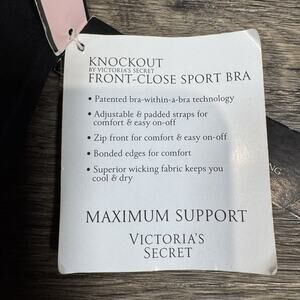 KNOCKOUT
BY VICTORIA'S SECRET
FRONT-CLOSE SPORT BRA
• Patented bra-within-a-bra technology
• Adjustable & padded straps for
comfort & easy on-off
• Zip front for comfort & easy on-off
• Bonded edges for comfort
• Superior wicking fabric keeps you
cool & dry
MAXIMUM SUPPORT
VICTORIA'S
SECRET